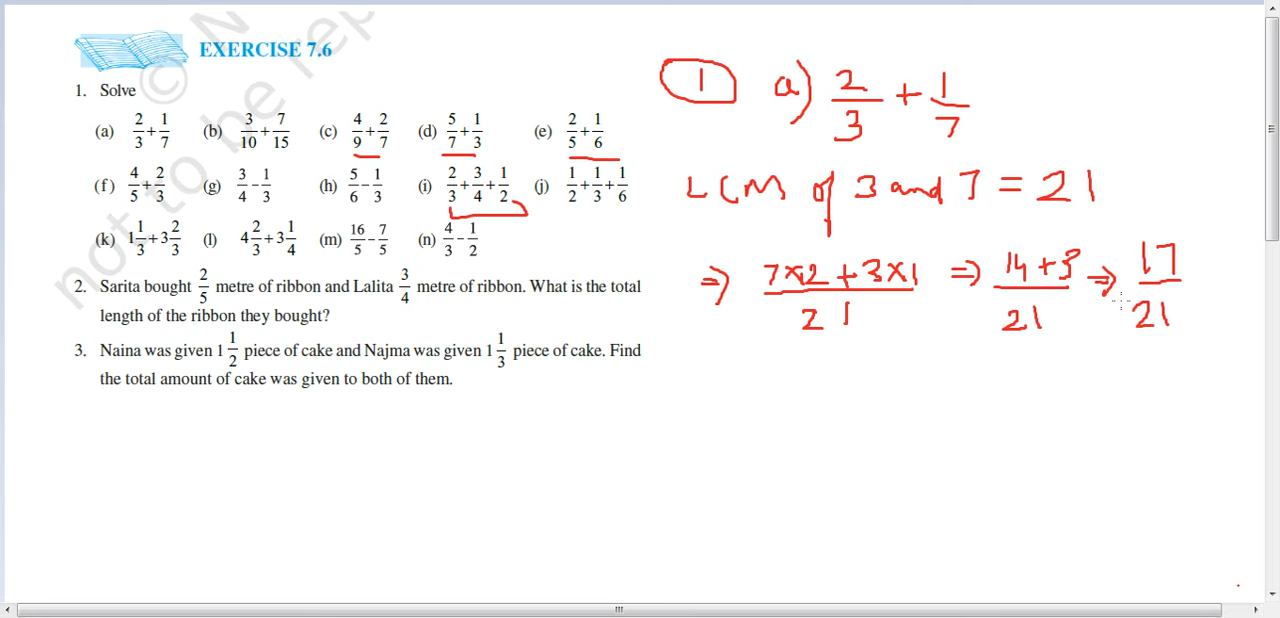 EXERCISE 7.6
1. Solve
(a) 2/3 + 1/7 (b) 3/10 + 7/15 (c) 4/9 + 2/7 (d) 5/7 + 1/3 (e) 2/5 + 1/6
(f) 4/5 + 2/3 (g) 3/4 - 1/3 (h) 5/6 - 1/3 (i) 2/3 + 3/4 + 1/2 (j) 1/2 + 1/3 + 1/6
(k) 1 1/3 + 3 2/3 (l) 4 2/3 + 3 1/4 (m) 16/5 - 7/5 (n) 4/3 - 1/2
2. Sarita bought 2/5 metre of ribbon and Lalita 3/4 metre of ribbon. What is the total
length of the ribbon they bought?
3. Naina was given 1 1/2 piece of cake and Najma was given 1 1/3 piece of cake. Find
the total amount of cake was given to both of them.
© N
not to be rep
1 a) 2/3 + 1/7
LCM of 3 and 7 = 21
⇒ 7×2 + 3×1 / 21 ⇒ 14+3 / 21 ⇒ 17/21